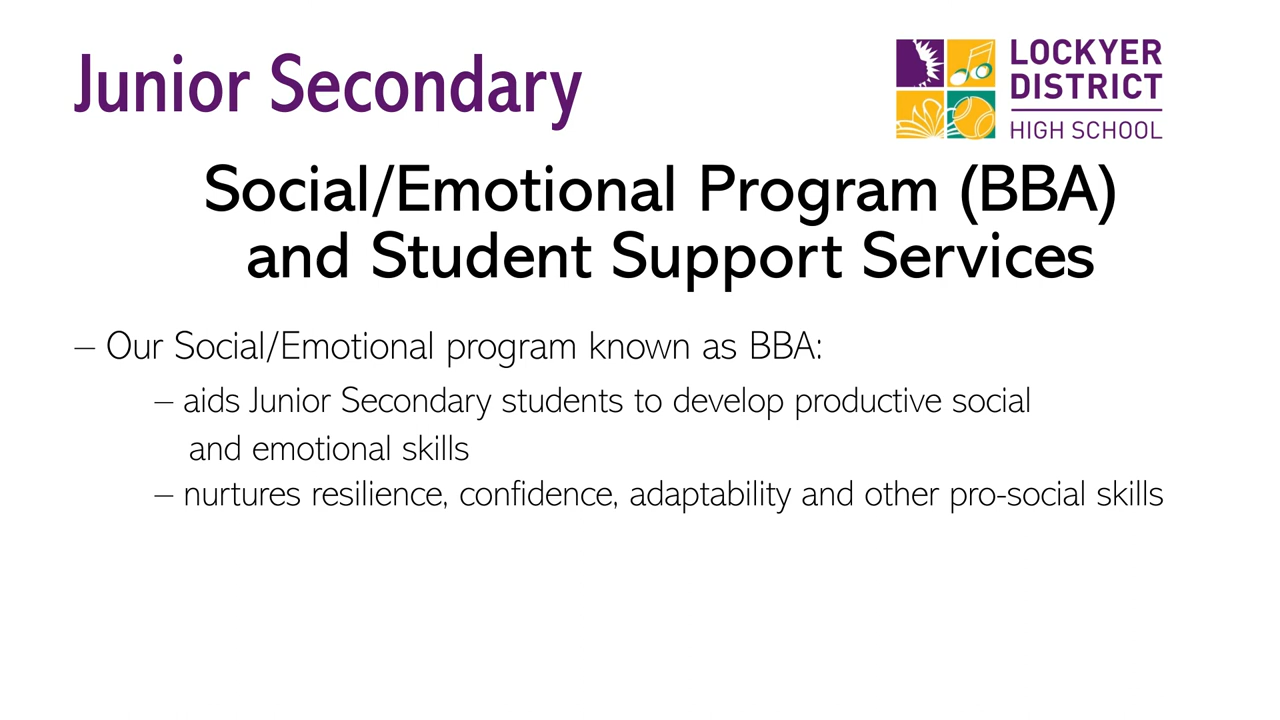 Junior Secondary
LOCKYER
DISTRICT
HIGH SCHOOL
Social/Emotional Program (BBA)
and Student Support Services
– Our Social/Emotional program known as BBA:
– aids Junior Secondary students to develop productive social
and emotional skills
– nurtures resilience, confidence, adaptability and other pro-social skills